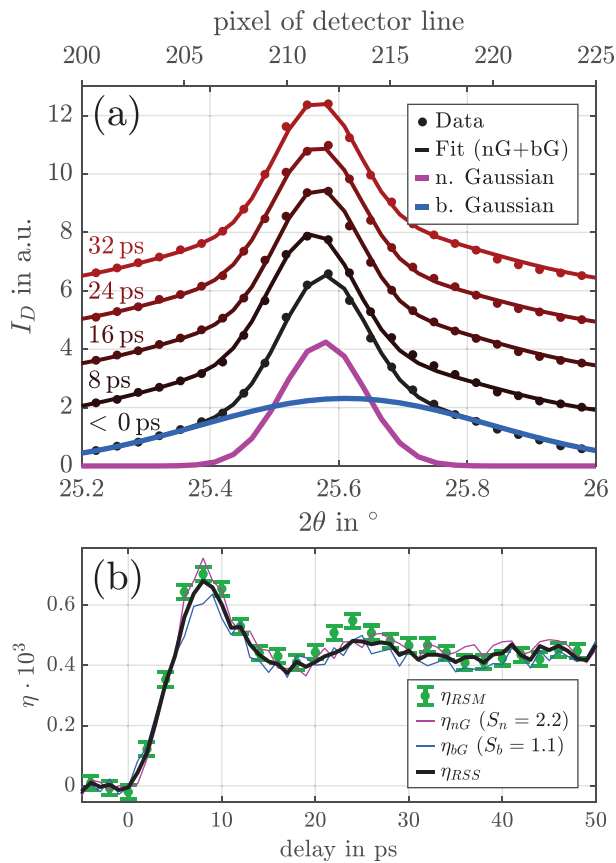 pixel of detector line
200 205 210 215 220 225
(a)
Data
Fit (nG+bG)
n. Gaussian
b. Gaussian
12
10
8
6
4
2
0
I_D in a.u.
32 ps
24 ps
16 ps
8 ps
< 0 ps
25.2 25.4 25.6 25.8 26
2θ in °
(b)
0.6
0.4
0.2
0
η · 10³
η_RSM
η_nG (S_n = 2.2)
η_bG (S_b = 1.1)
η_RSS
0 10 20 30 40 50
delay in ps